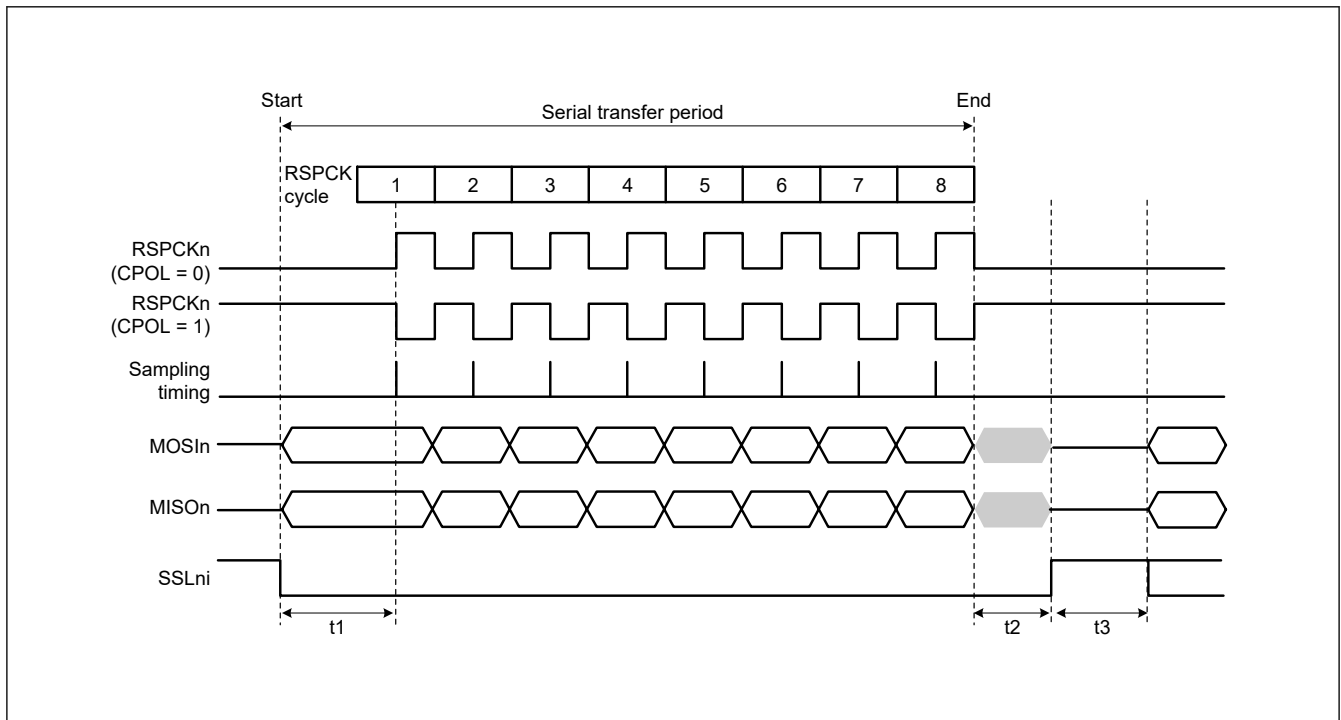 Start
Serial transfer period
End
RSPCK
cycle
1 2 3 4 5 6 7 8
RSPCKn
(CPOL = 0)
RSPCKn
(CPOL = 1)
Sampling
timing
MOSIn
MISOn
SSLni
t1
t2
t3